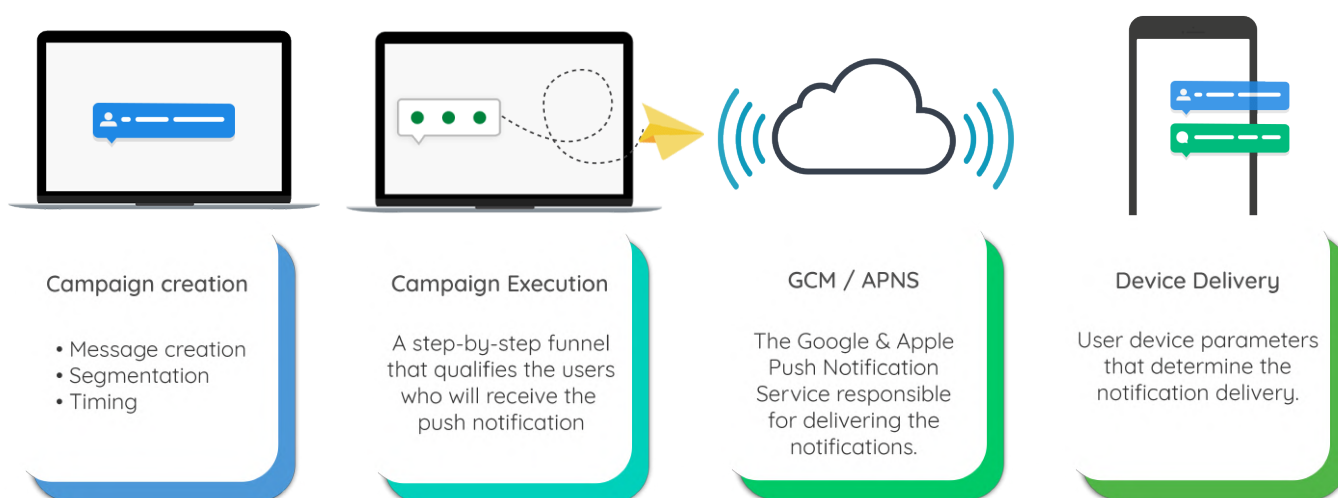 Campaign creation
• Message creation
• Segmentation
• Timing
Campaign Execution
A step-by-step funnel
that qualifies the users
who will receive the
push notification
GCM / APNS
The Google & Apple
Push Notification
Service responsible
for delivering the
notifications.
Device Delivery
User device parameters
that determine the
notification delivery.